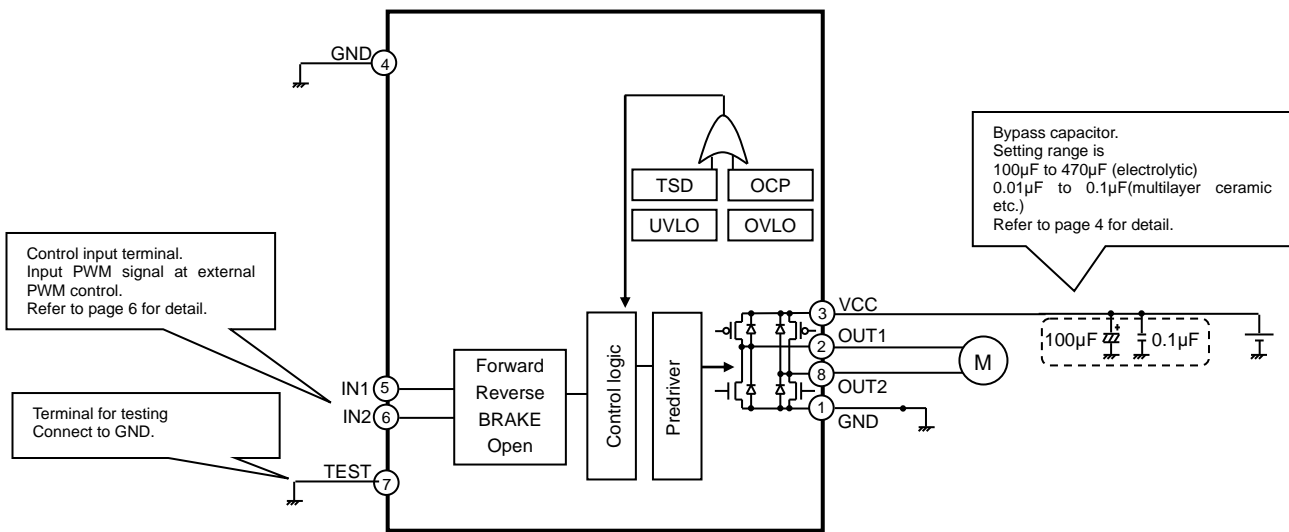 GND
4
TSD
OCP
UVLO
OVLO
Bypass capacitor.
Setting range is
100µF to 470µF (electrolytic)
0.01µF to 0.1µF(multilayer ceramic
etc.)
Refer to page 4 for detail.
Control input terminal.
Input PWM signal at external
PWM control.
Refer to page 6 for detail.
Terminal for testing
Connect to GND.
IN1
5
IN2
6
TEST
7
Forward
Reverse
BRAKE
Open
Control logic
Predriver
3
VCC
2
OUT1
8
OUT2
1
GND
M
100µF
+
0.1µF